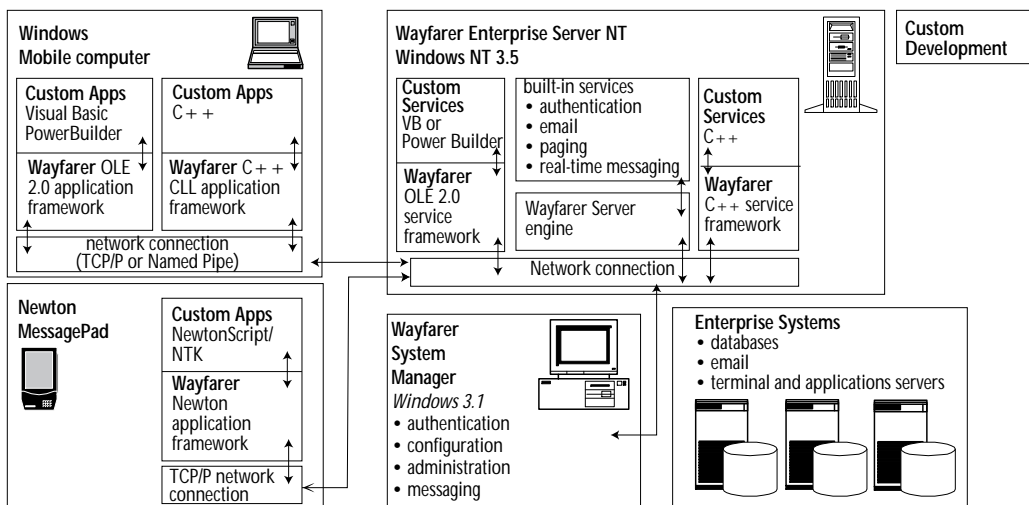 Windows
Mobile computer
Custom Apps
Visual Basic
PowerBuilder
Wayfarer OLE
2.0 application
framework
Custom Apps
C++
Wayfarer C++
CLL application
framework
network connection
(TCP/P or Named Pipe)
Wayfarer Enterprise Server NT
Windows NT 3.5
Custom
Services
VB or
Power Builder
Wayfarer
OLE 2.0
service
framework
built-in services
• authentication
• email
• paging
• real-time messaging
Wayfarer Server
engine
Custom
Services
C++
Wayfarer
C++ service
framework
Network connection
Custom
Development
Newton
MessagePad
Custom Apps
NewtonScript/
NTK
Wayfarer
Newton
application
framework
TCP/P network
connection
Wayfarer
System
Manager
Windows 3.1
• authentication
• configuration
• administration
• messaging
Enterprise Systems
• databases
• email
• terminal and applications servers